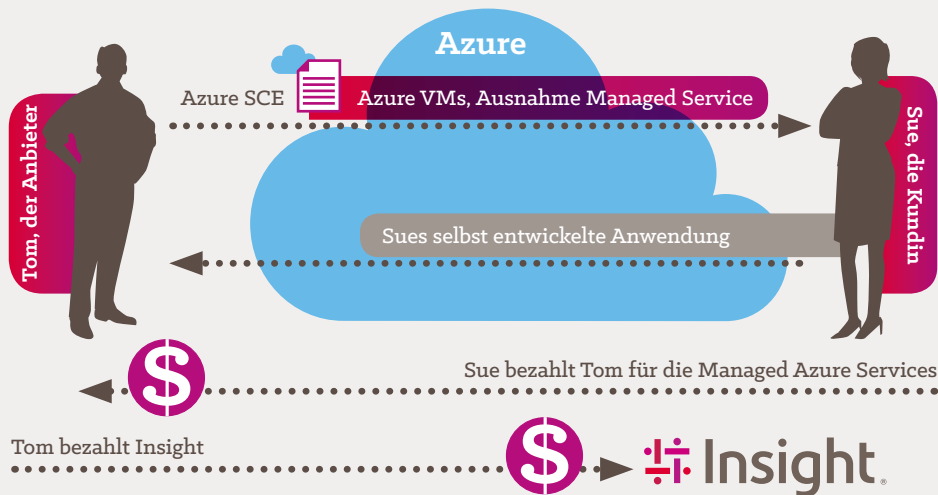 Azure
Azure SCE
Azure VMs, Ausnahme Managed Service
Tom, der Anbieter
Sue, die Kundin
Sues selbst entwickelte Anwendung
$
Sue bezahlt Tom für die Managed Azure Services
Tom bezahlt Insight
$
Insight